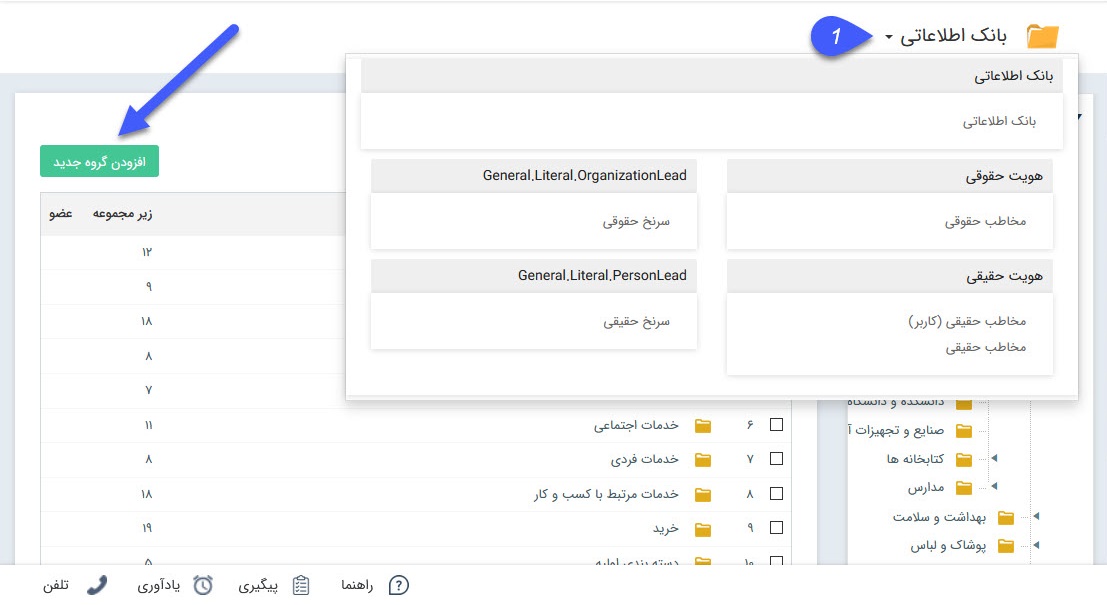 بانک اطلاعاتی
1
بانک اطلاعاتی
بانک اطلاعاتی
هویت حقوقی
General.Literal.OrganizationLead
مخاطب حقوقی
سرنخ حقوقی
هویت حقیقی
General.Literal.PersonLead
مخاطب حقیقی (کاربر)
سرنخ حقیقی
مخاطب حقیقی
افزودن گروه جدید
زیر مجموعه عضو
۱۲
۹
۱۸
۸
۷
۶ خدمات اجتماعی ۱۱
۷ خدمات فردی ۸
۸ خدمات مرتبط با کسب و کار ۱۸
۹ خرید ۱۹
۱۰ دسته بندی اولیه ۵
دانشکده و دانشگاه
صنایع و تجهیزات آ
کتابخانه ها
مدارس
بهداشت و سلامت
پوشاک و لباس
راهنما
پیگیری
یادآوری
تلفن